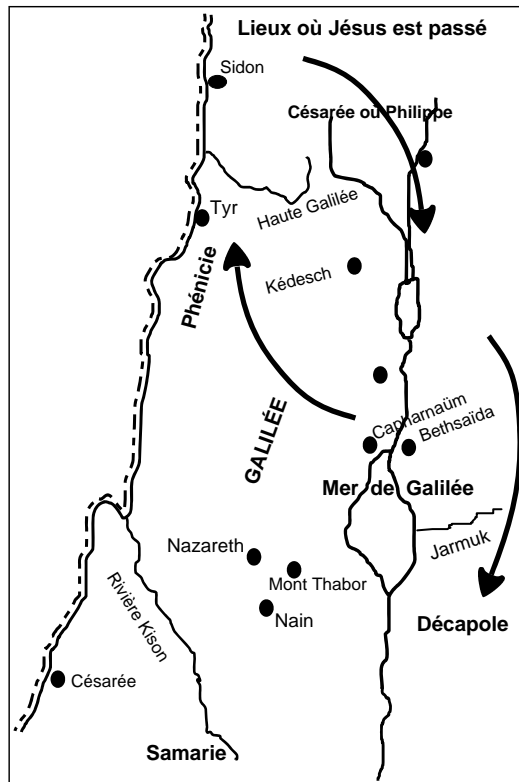 Lieux où Jésus est passé
Sidon
Césarée où Philippe
Tyr
Haute Galilée
Phénicie
Kédesch
GALILÉE
Capharnaüm
Bethsaïda
Mer de Galilée
Nazareth
Mont Thabor
Jarmuk
Rivière Kison
Nain
Décapole
Césarée
Samarie